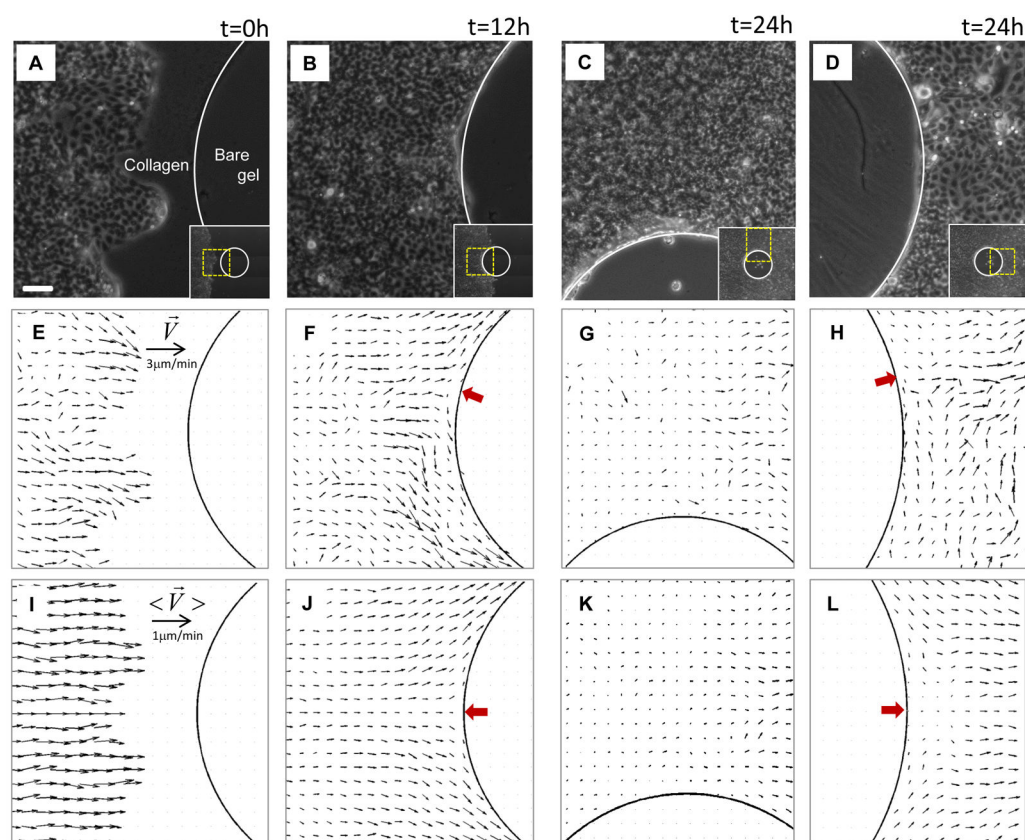 t=0h
t=12h
t=24h
t=24h
A
B
C
D
Collagen
Bare
gel
E
V
3μm/min
F
G
H
I
< V >
1μm/min
J
K
L